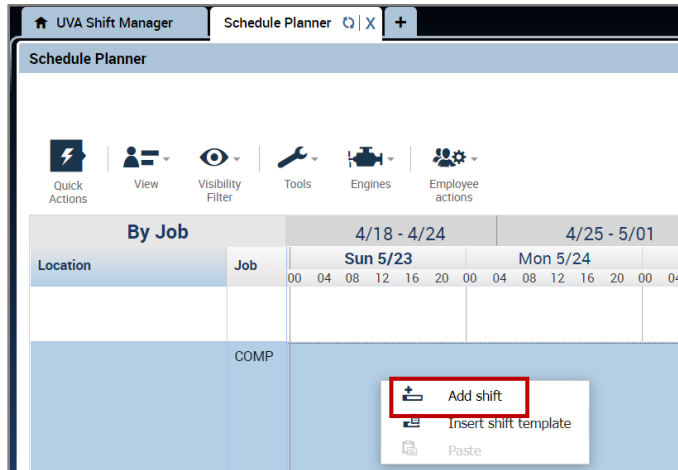 UVA Shift Manager
Schedule Planner X +
Schedule Planner
Quick Actions
View
Visibility Filter
Tools
Engines
Employee actions
By Job 4/18 - 4/24 4/25 - 5/01
Location Job Sun 5/23 Mon 5/24
00 04 08 12 16 20 00 04 08 12 16 20 00 04
COMP
Add shift
Insert shift template
Paste